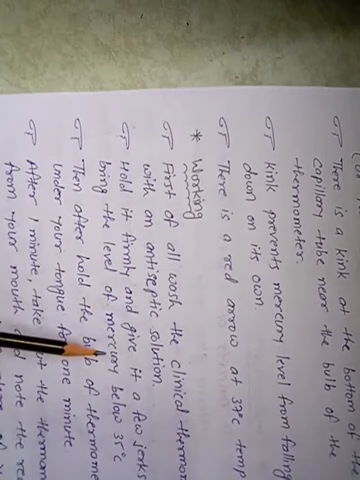 There is a kink at the bottom of the
capillary tube near the bulb of the
thermometer.
kink prevents mercury level from falling
down on its own.
There is a red arrow at 37°c temp
* Working
First of all wash the clinical thermom
with an antiseptic solution.
Hold it firmly and give it a few jerks
bring the level of mercury below 35°c
Then after hold the bulb of thermome
under your tongue for one minute.
After 1 minute, take out the thermom
from your mouth and note the rea